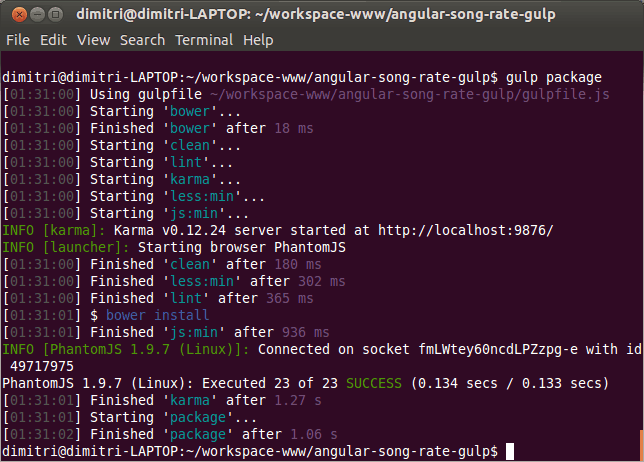 dimitri@dimitri-LAPTOP: ~/workspace-www/angular-song-rate-gulp
File Edit View Search Terminal Help
dimitri@dimitri-LAPTOP:~/workspace-www/angular-song-rate-gulp$ gulp package
[01:31:00] Using gulpfile ~/workspace-www/angular-song-rate-gulp/gulpfile.js
[01:31:00] Starting 'bower'...
[01:31:00] Finished 'bower' after 18 ms
[01:31:00] Starting 'clean'...
[01:31:00] Starting 'lint'...
[01:31:00] Starting 'karma'...
[01:31:00] Starting 'less:min'...
[01:31:00] Starting 'js:min'...
INFO [karma]: Karma v0.12.24 server started at http://localhost:9876/
INFO [launcher]: Starting browser PhantomJS
[01:31:00] Finished 'clean' after 180 ms
[01:31:00] Finished 'less:min' after 302 ms
[01:31:00] Finished 'lint' after 365 ms
[01:31:01] $ bower install
[01:31:01] Finished 'js:min' after 936 ms
INFO [PhantomJS 1.9.7 (Linux)]: Connected on socket fmLWtey60ncdLPZzpg-e with id
49717975
PhantomJS 1.9.7 (Linux): Executed 23 of 23 SUCCESS (0.134 secs / 0.133 secs)
[01:31:01] Finished 'karma' after 1.27 s
[01:31:01] Starting 'package'...
[01:31:02] Finished 'package' after 1.06 s
dimitri@dimitri-LAPTOP:~/workspace-www/angular-song-rate-gulp$